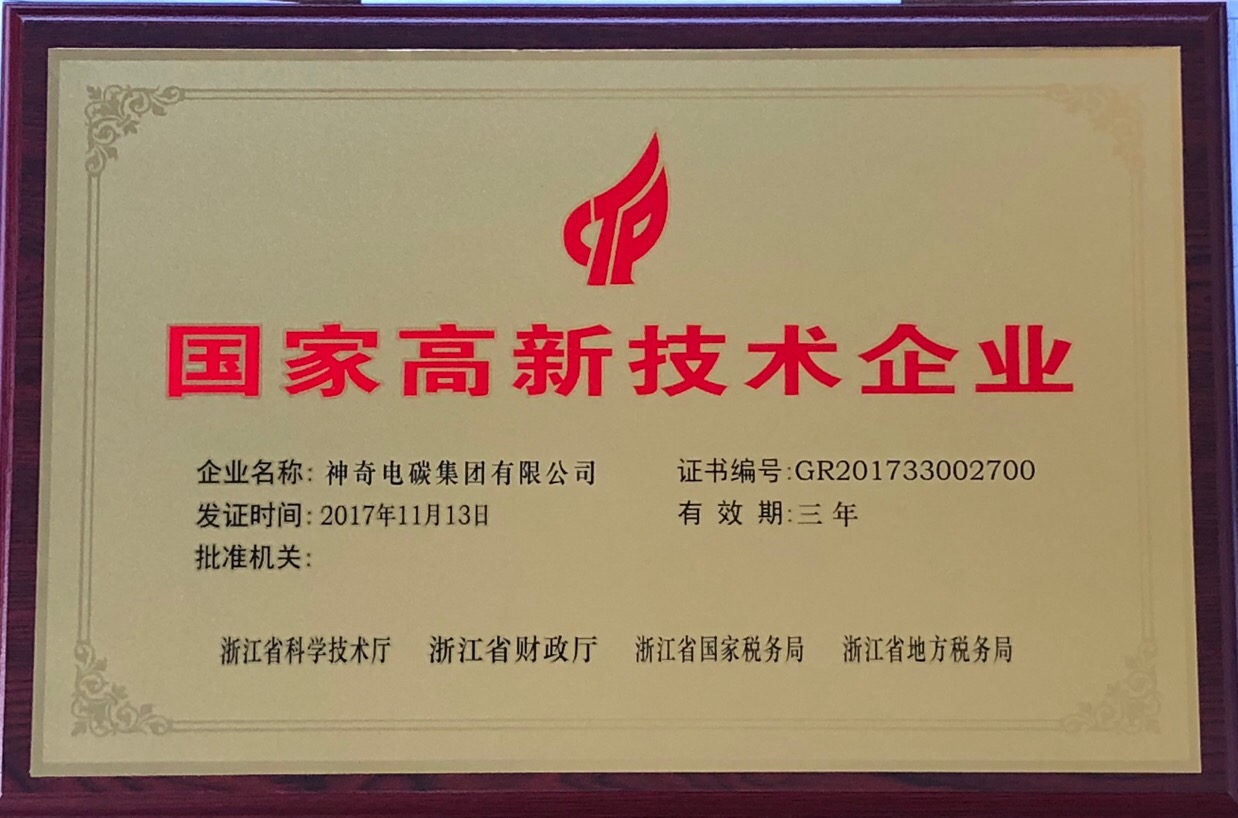 CTP
国家高新技术企业
企业名称: 神奇电碳集团有限公司 证书编号:GR201733002700
发证时间: 2017年11月13日 有效期:三年
批准机关:
浙江省科学技术厅 浙江省财政厅 浙江省国家税务局 浙江省地方税务局